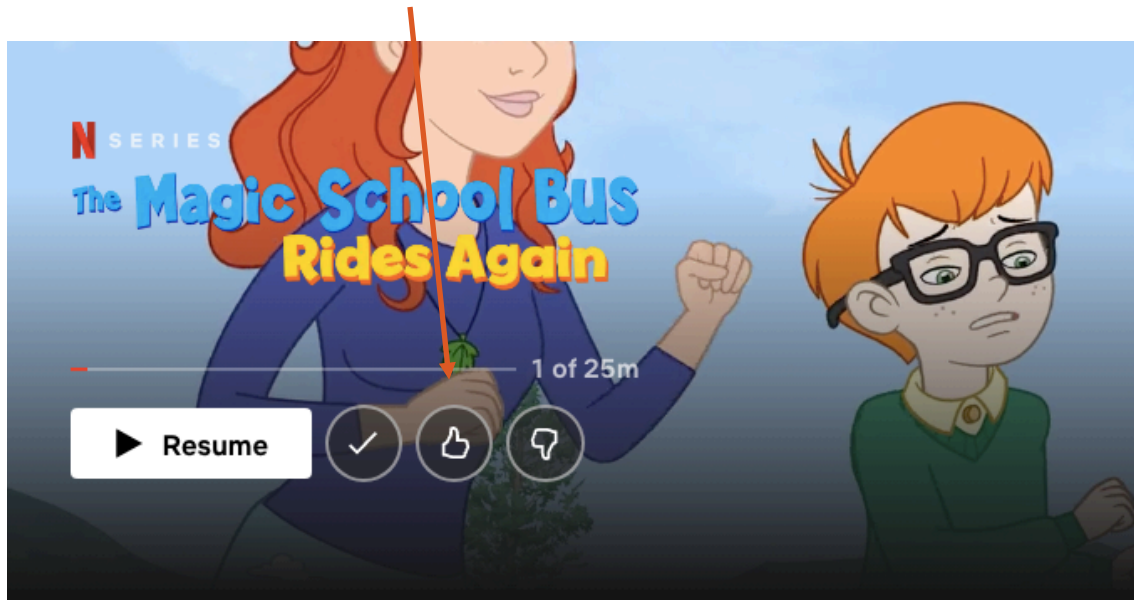 N SERIES
The Magic School Bus
Rides Again
1 of 25m
Resume